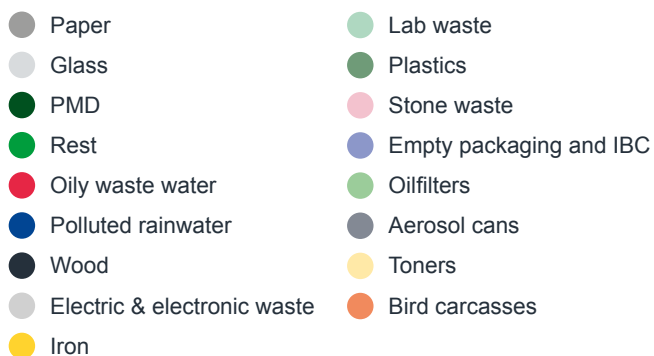 Paper
Glass
PMD
Rest
Oily waste water
Polluted rainwater
Wood
Electric & electronic waste
Iron
Lab waste
Plastics
Stone waste
Empty packaging and IBC
Oilfilters
Aerosol cans
Toners
Bird carcasses